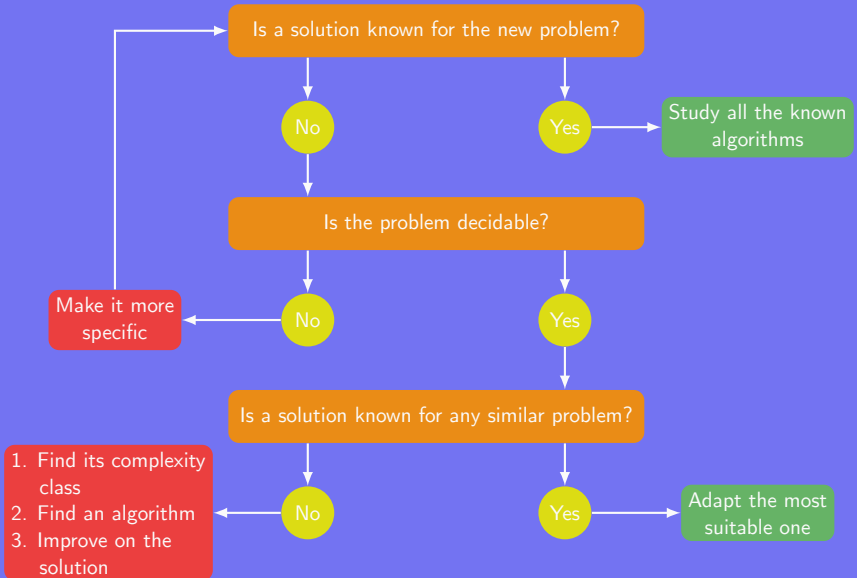 Is a solution known for the new problem?
No
Yes
Study all the known
algorithms
Is the problem decidable?
Make it more
specific
No
Yes
Is a solution known for any similar problem?
1. Find its complexity
class
2. Find an algorithm
3. Improve on the
solution
No
Yes
Adapt the most
suitable one